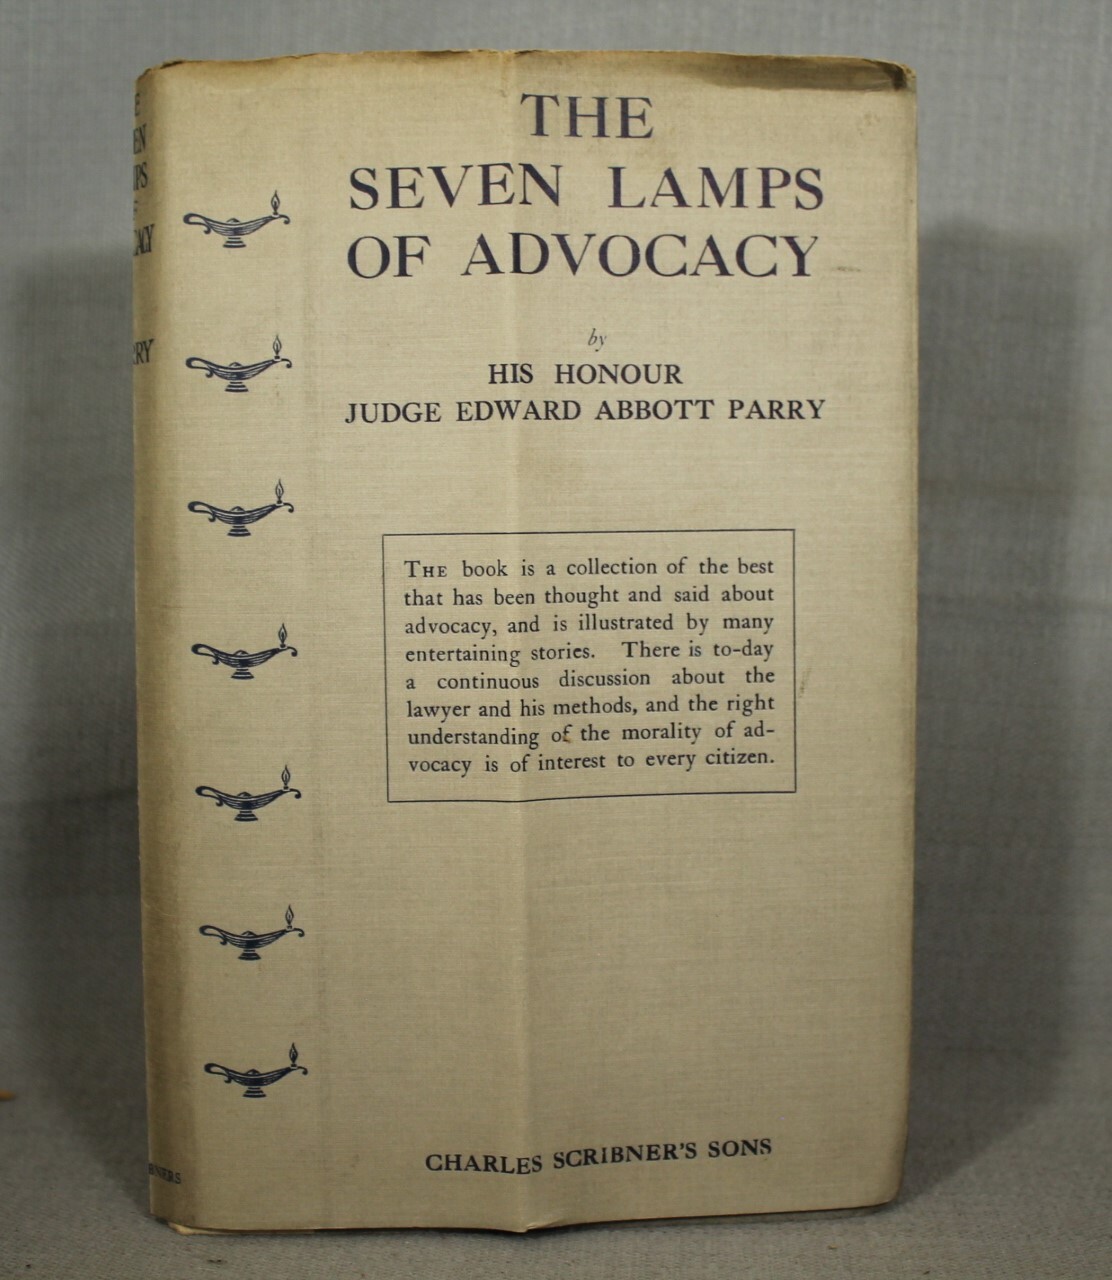 THE
SEVEN LAMPS
OF ADVOCACY
by
HIS HONOUR
JUDGE EDWARD ABBOTT PARRY
THE book is a collection of the best
that has been thought and said about
advocacy, and is illustrated by many
entertaining stories. There is to-day
a continuous discussion about the
lawyer and his methods, and the right
understanding of the morality of ad-
vocacy is of interest to every citizen.
CHARLES SCRIBNER'S SONS